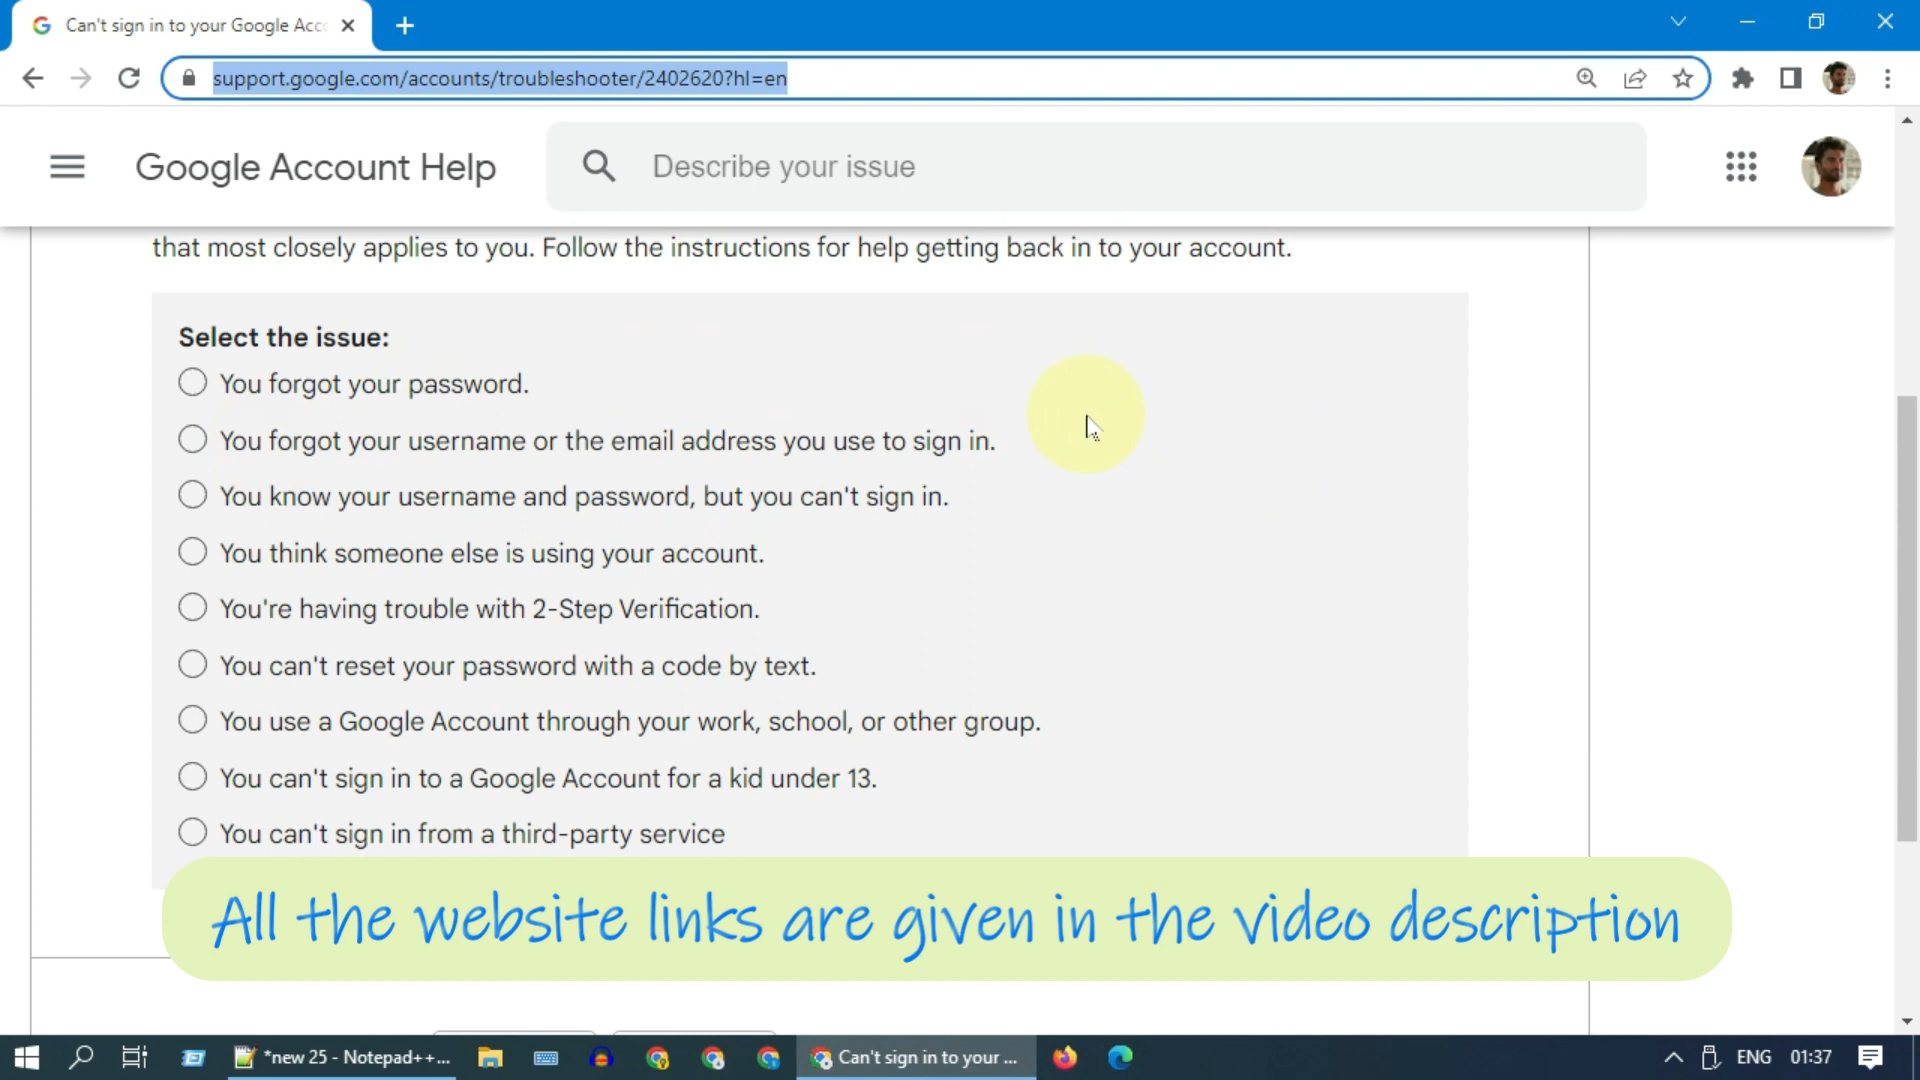 Can't sign in to your Google Acc
support.google.com/accounts/troubleshooter/2402620?hl=en
Google Account Help
Describe your issue
that most closely applies to you. Follow the instructions for help getting back in to your account.
Select the issue:
You forgot your password.
You forgot your username or the email address you use to sign in.
You know your username and password, but you can't sign in.
You think someone else is using your account.
You're having trouble with 2-Step Verification.
You can't reset your password with a code by text.
You use a Google Account through your work, school, or other group.
You can't sign in to a Google Account for a kid under 13.
You can't sign in from a third-party service
All the website links are given in the video description
*new 25 - Notepad++...
Can't sign in to your ...
ENG
01:37